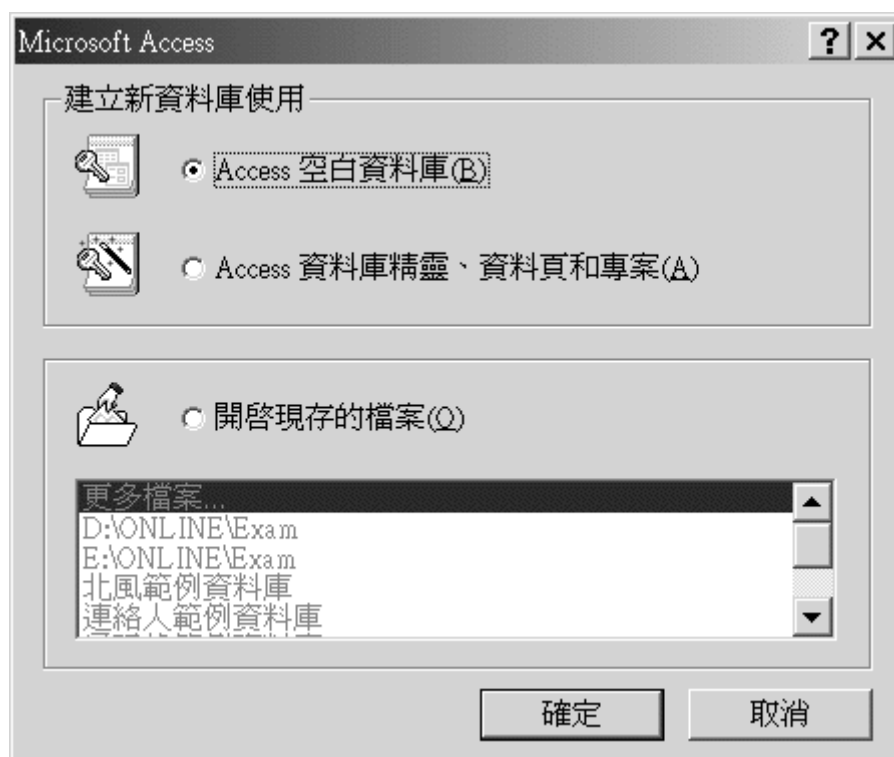 Microsoft Access
建立新資料庫使用
Access 空白資料庫(B)
Access 資料庫精靈、資料頁和專案(A)
開啟現存的檔案(O)
更多檔案...
D:\ONLINE\Exam
E:\ONLINE\Exam
北風範例資料庫
連絡人範例資料庫
確定
取消